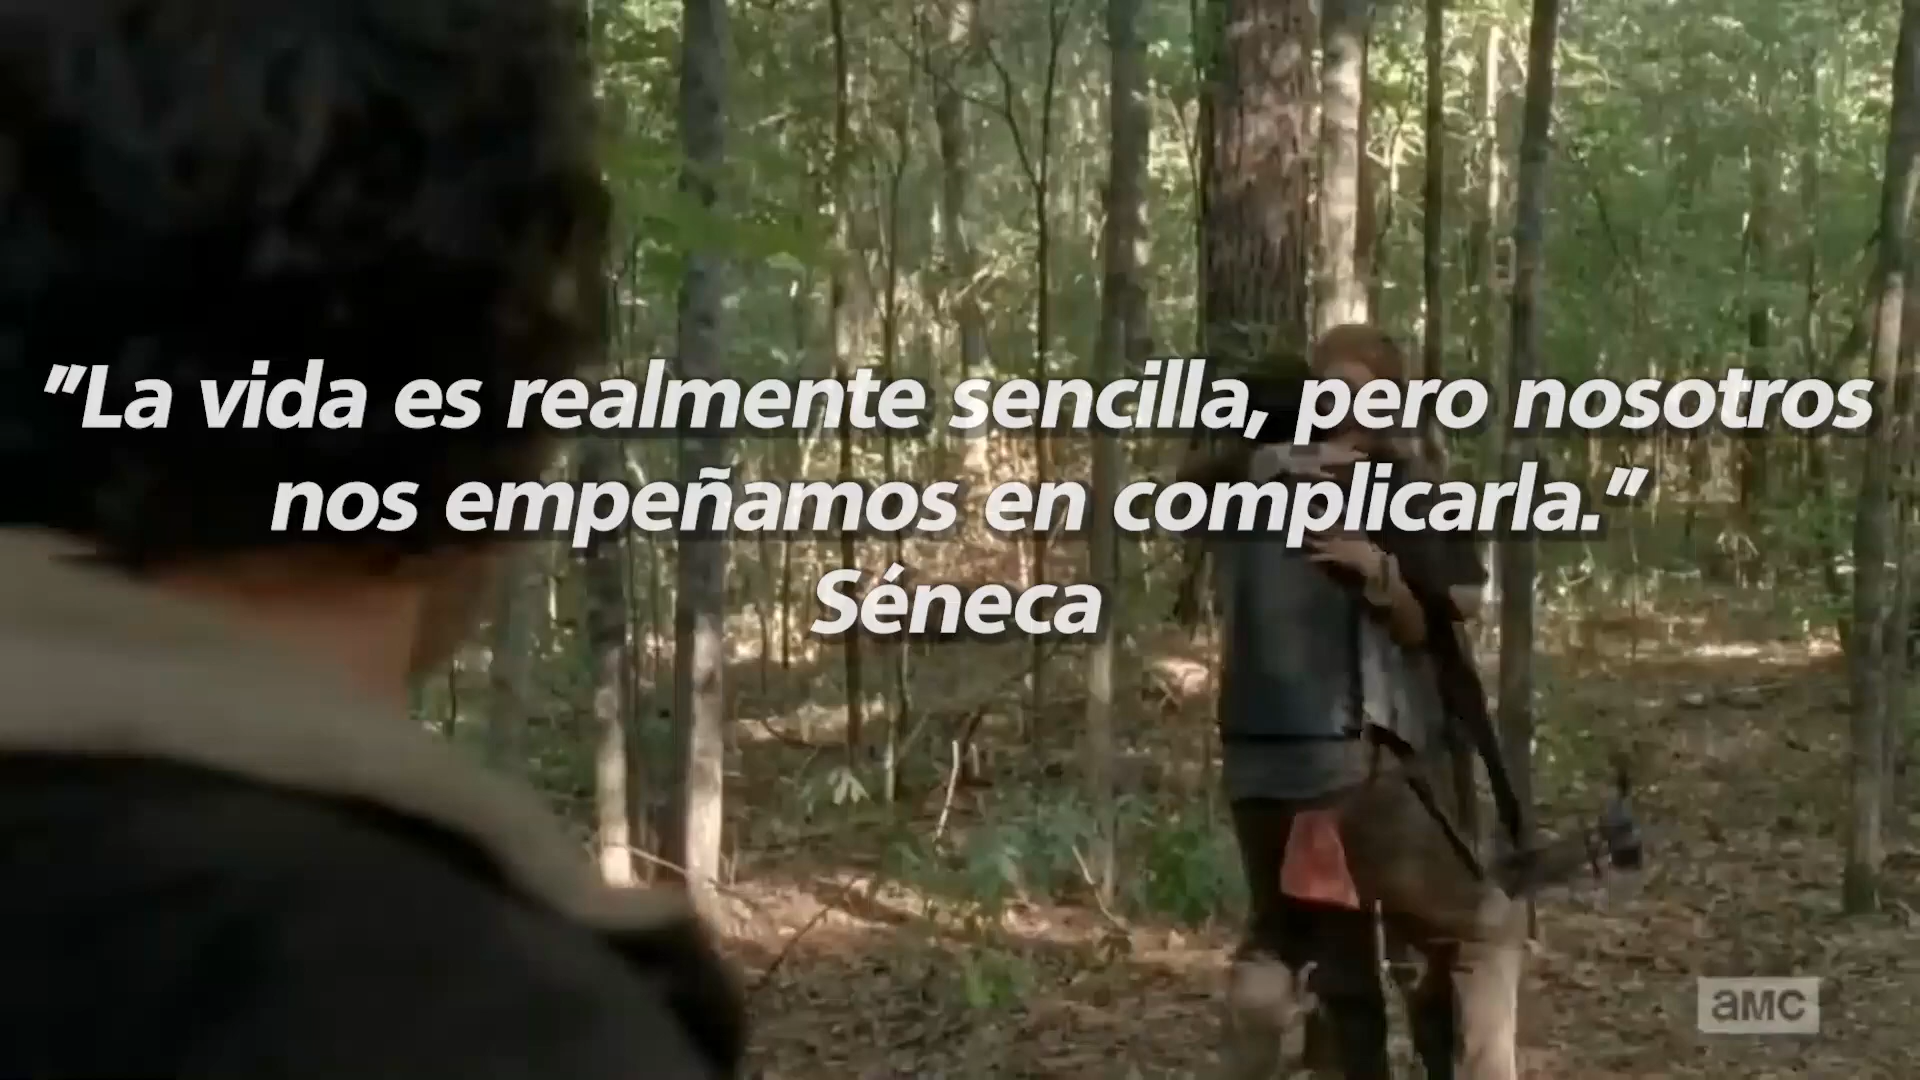 "La vida es realmente sencilla, pero nosotros
nos empeñamos en complicarla."
Séneca
aMC